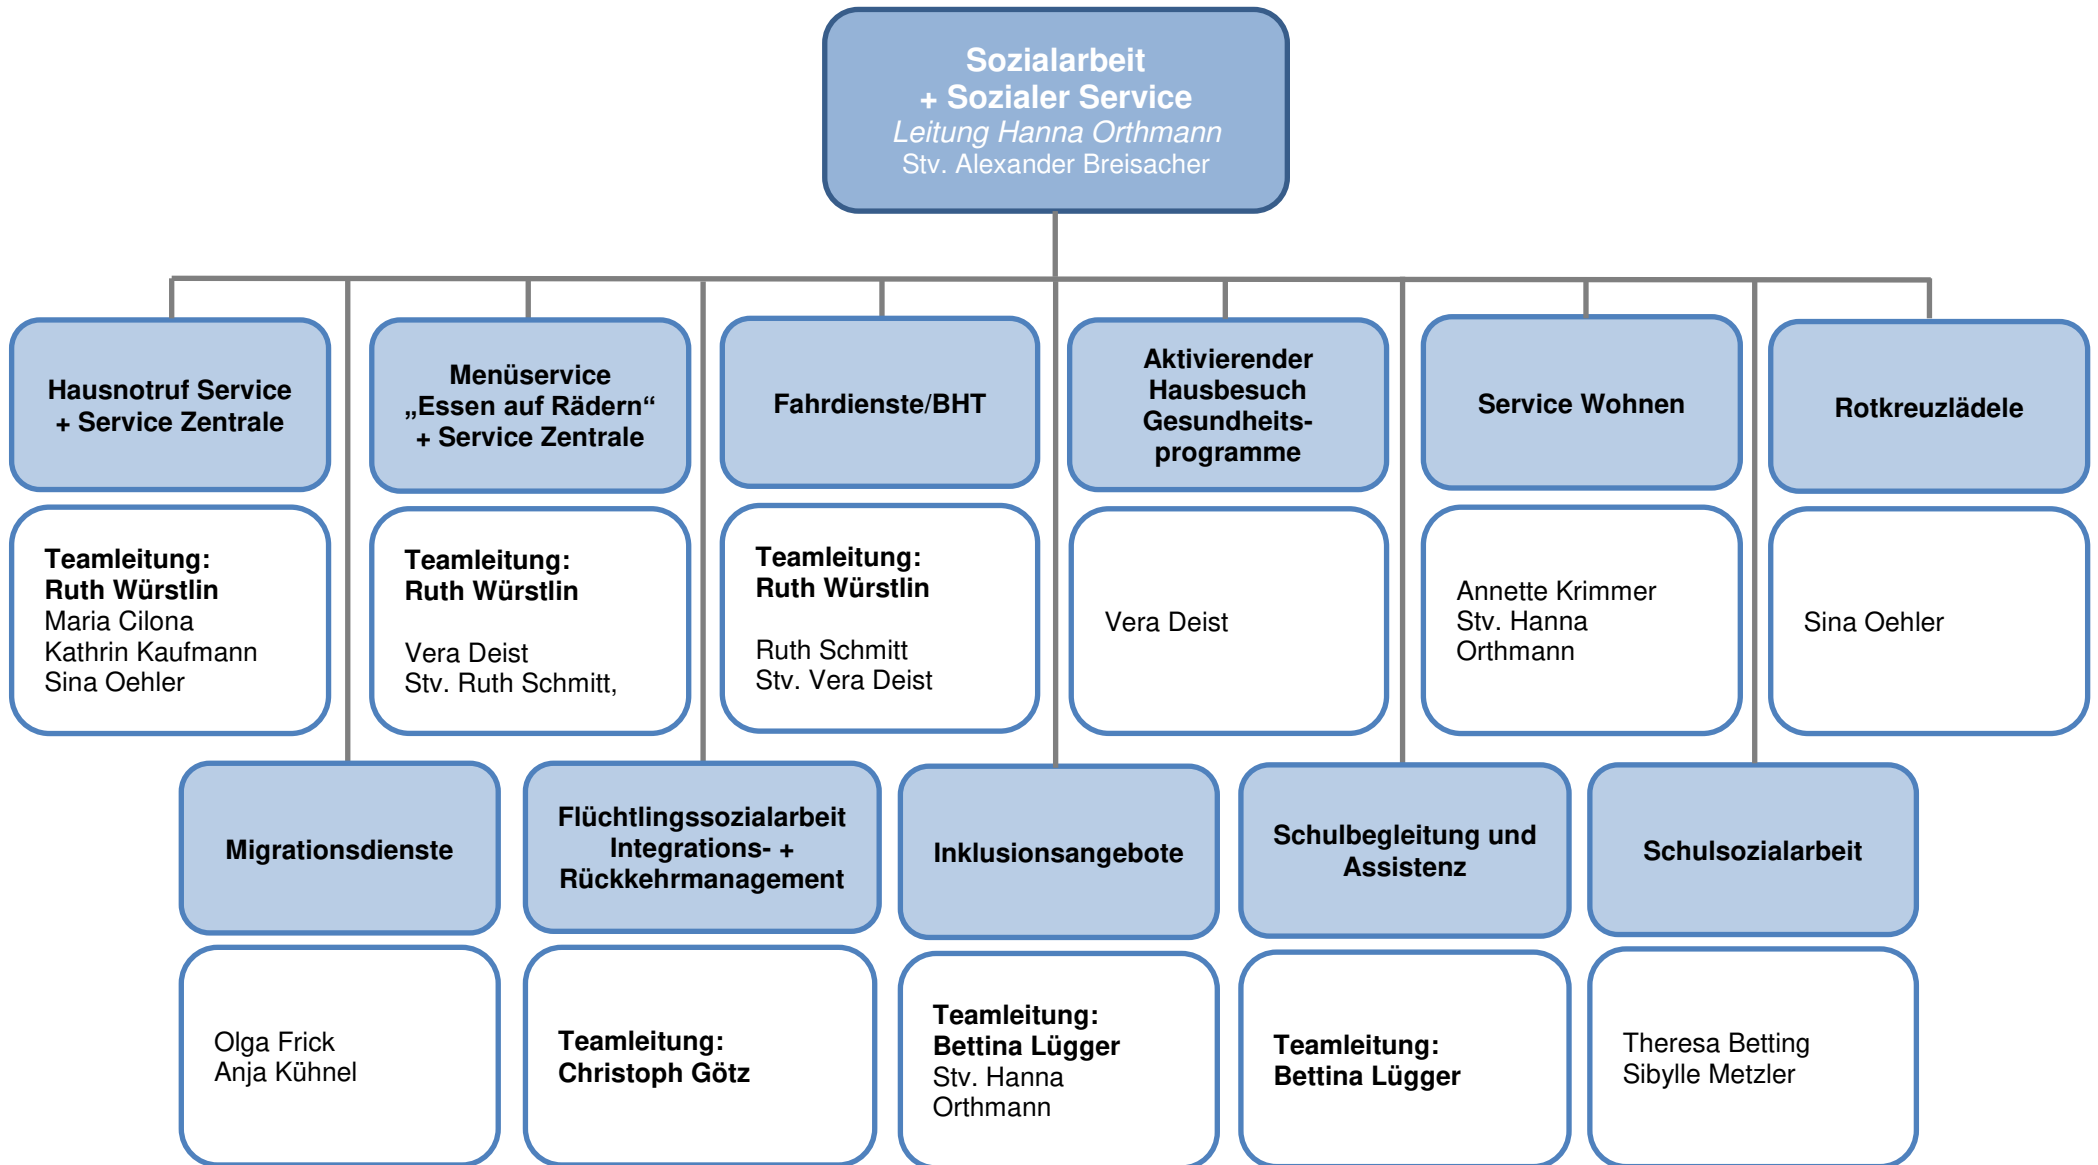 Sozialarbeit
+ Sozialer Service
Leitung Hanna Orthmann
Stv. Alexander Breisacher
Hausnotruf Service
+ Service Zentrale
Menüservice
„Essen auf Rädern“
+ Service Zentrale
Fahrdienste/BHT
Aktivierender
Hausbesuch
Gesundheits-
programme
Service Wohnen
Rotkreuzlädele
Teamleitung:
Ruth Würstlin
Maria Cilona
Kathrin Kaufmann
Sina Oehler
Teamleitung:
Ruth Würstlin
Vera Deist
Stv. Ruth Schmitt,
Teamleitung:
Ruth Würstlin
Ruth Schmitt
Stv. Vera Deist
Vera Deist
Annette Krimmer
Stv. Hanna
Orthmann
Sina Oehler
Migrationsdienste
Flüchtlingssozialarbeit
Integrations- +
Rückkehrmanagement
Inklusionsangebote
Schulbegleitung und
Assistenz
Schulsozialarbeit
Olga Frick
Anja Kühnel
Teamleitung:
Christoph Götz
Teamleitung:
Bettina Lügger
Stv. Hanna
Orthmann
Teamleitung:
Bettina Lügger
Theresa Betting
Sibylle Metzler